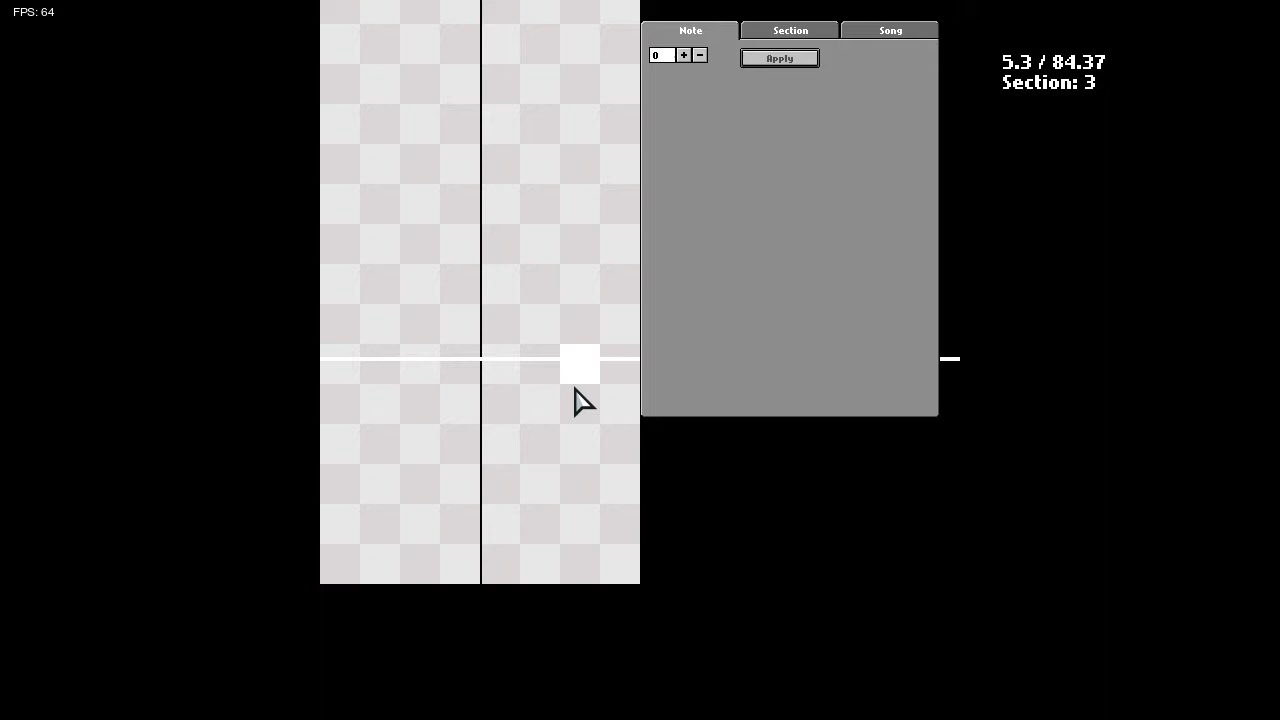 FPS: 64
Note Section Song
0 + - Apply
5.3 / 84.37
Section: 3